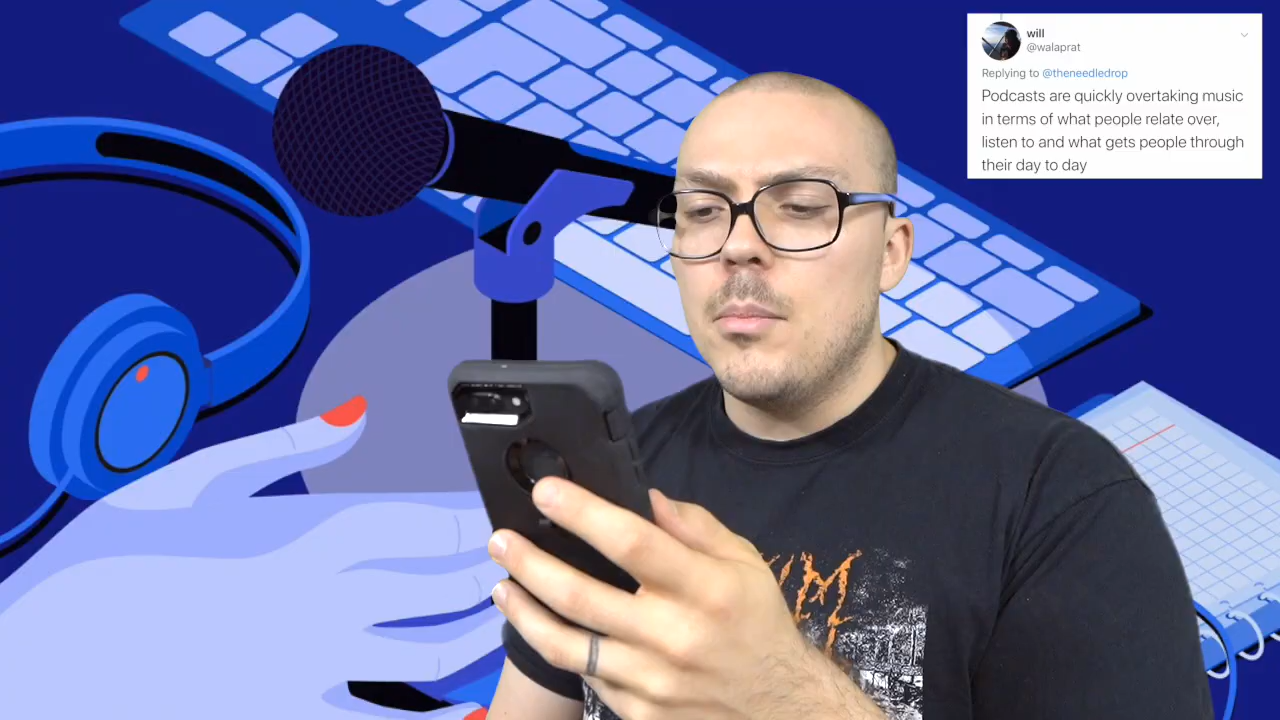 will
@walaprat
Replying to @theneedledrop
Podcasts are quickly overtaking music
in terms of what people relate over,
listen to and what gets people through
their day to day